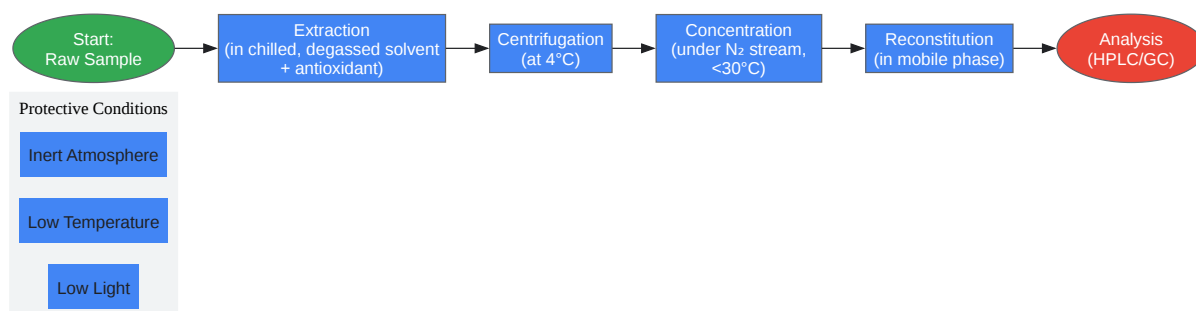 Start:
Raw Sample
Extraction
(in chilled, degassed solvent
+ antioxidant)
Centrifugation
(at 4°C)
Concentration
(under N₂ stream,
<30°C)
Reconstitution
(in mobile phase)
Analysis
(HPLC/GC)
Protective Conditions
Inert Atmosphere
Low Temperature
Low Light